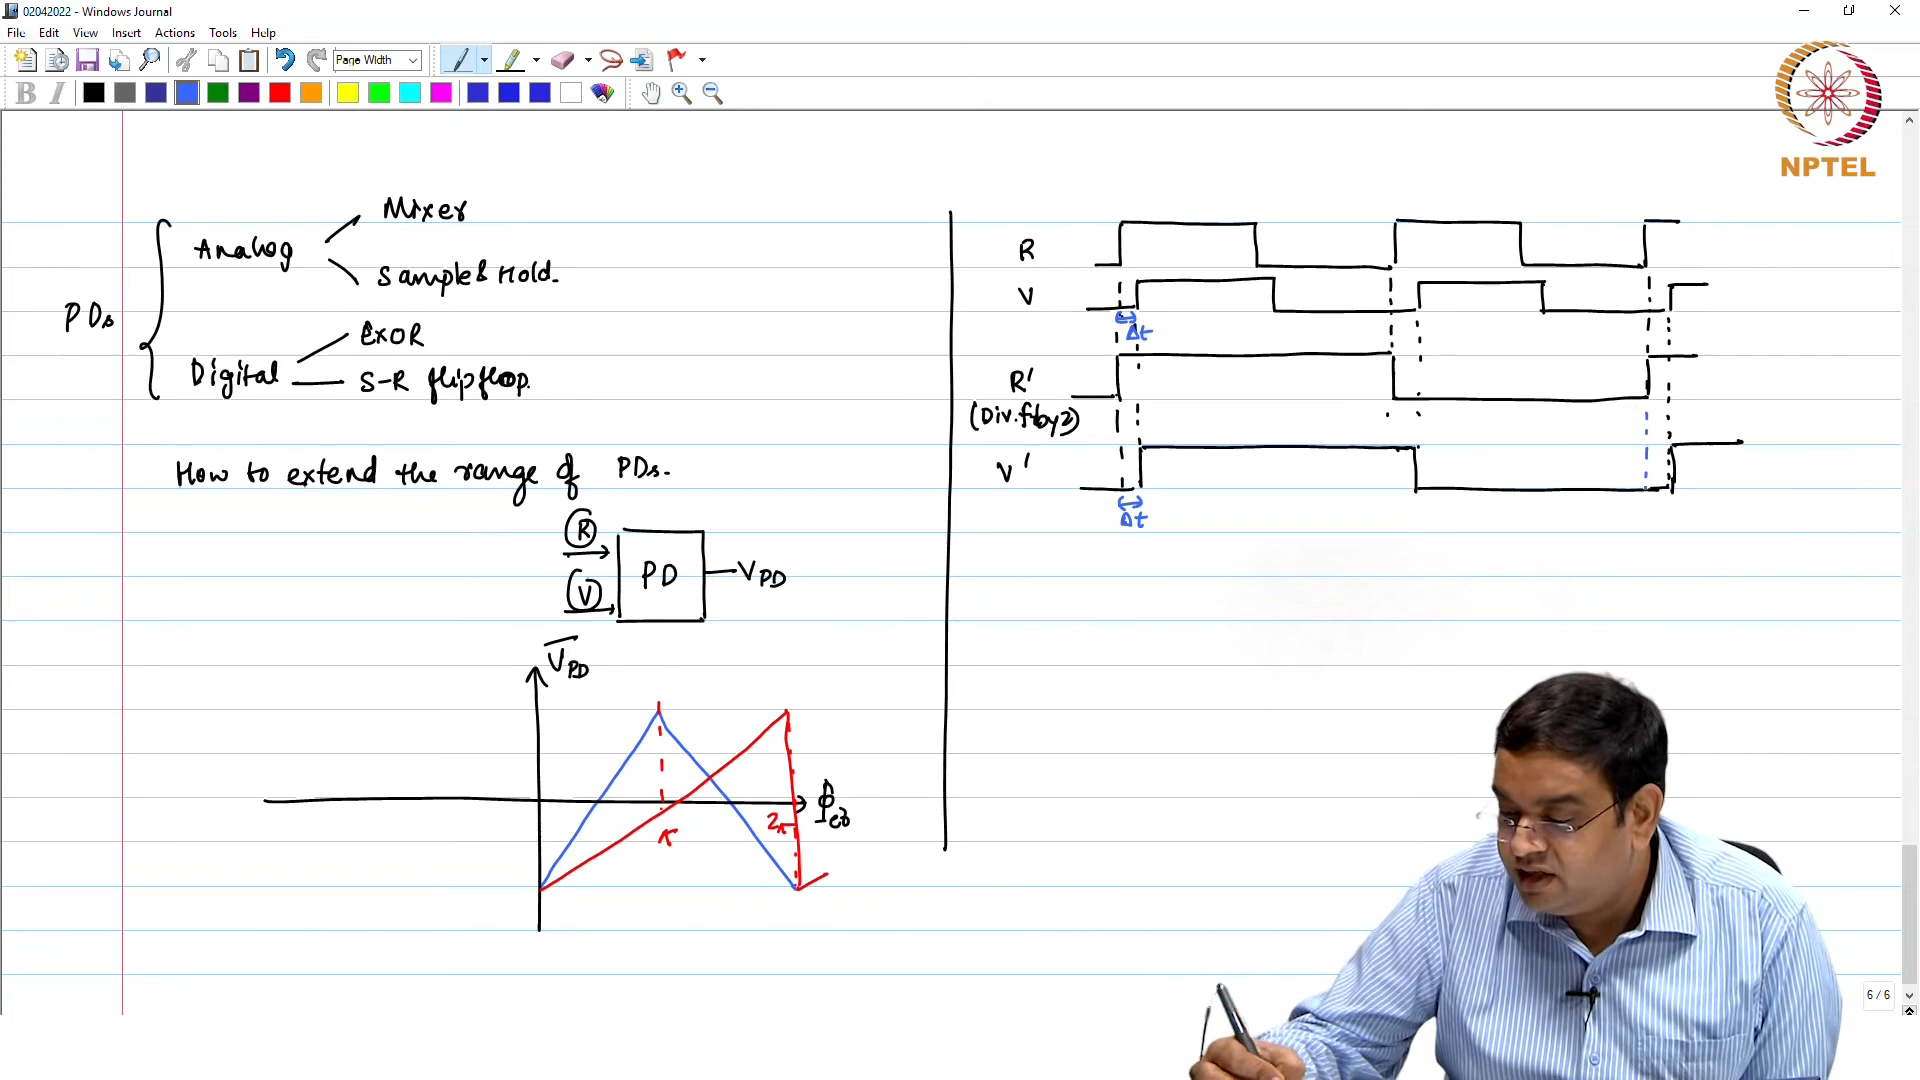 02042022 - Windows Journal
File Edit View Insert Actions Tools Help
Page Width
B I
NPTEL
PDs
Analog
Mixer
Sample & Hold.
Digital
ExOR
S-R flipflop.
How to extend the range of PDs.
R
V
PD
VPD
VPD
π
2π
R
V
Δt
R'
(Div. f by 2)
V'
Δt
6 / 6